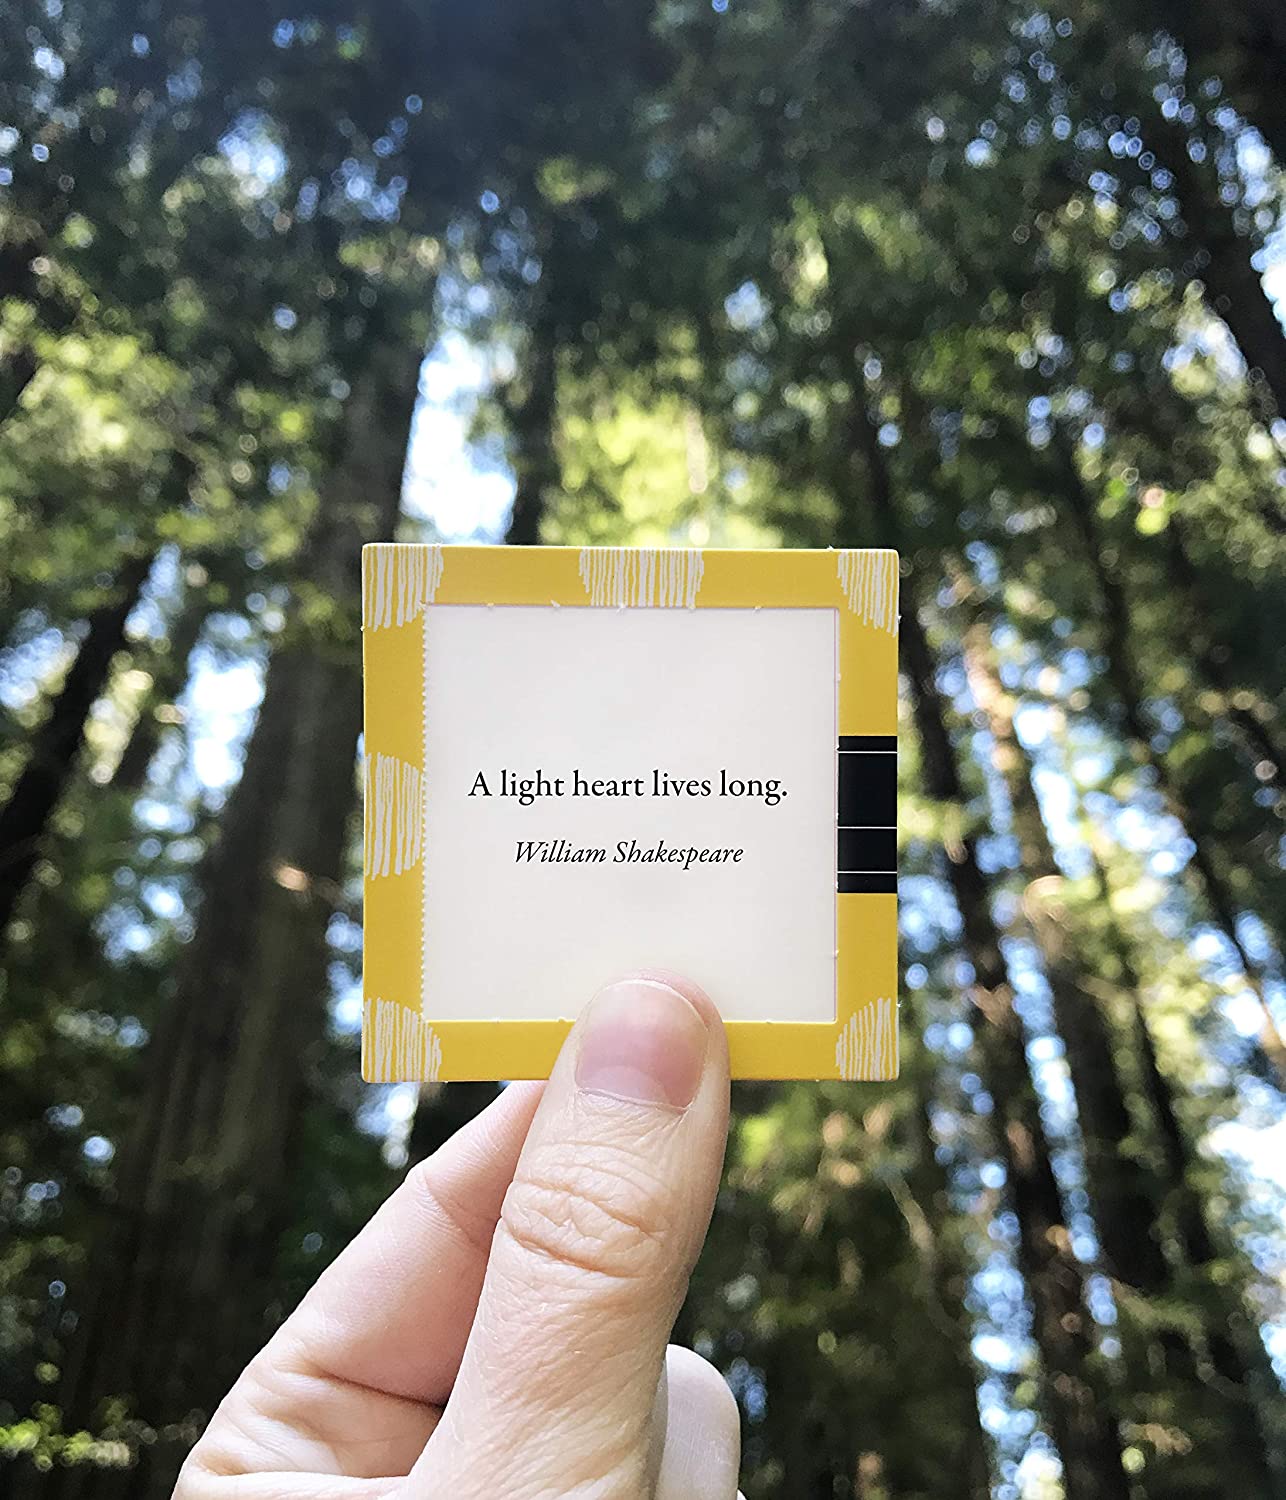 A light heart lives long.
William Shakespeare